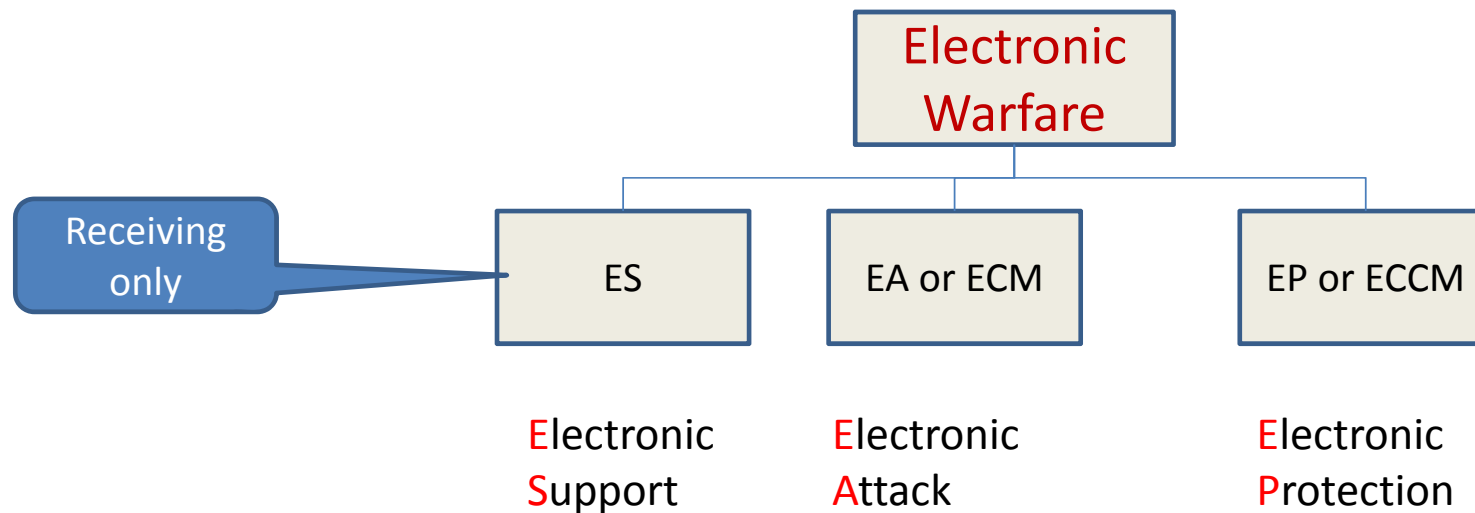 Electronic
Warfare
Receiving
only
ES
EA or ECM
EP or ECCM
Electronic
Support
Electronic
Attack
Electronic
Protection